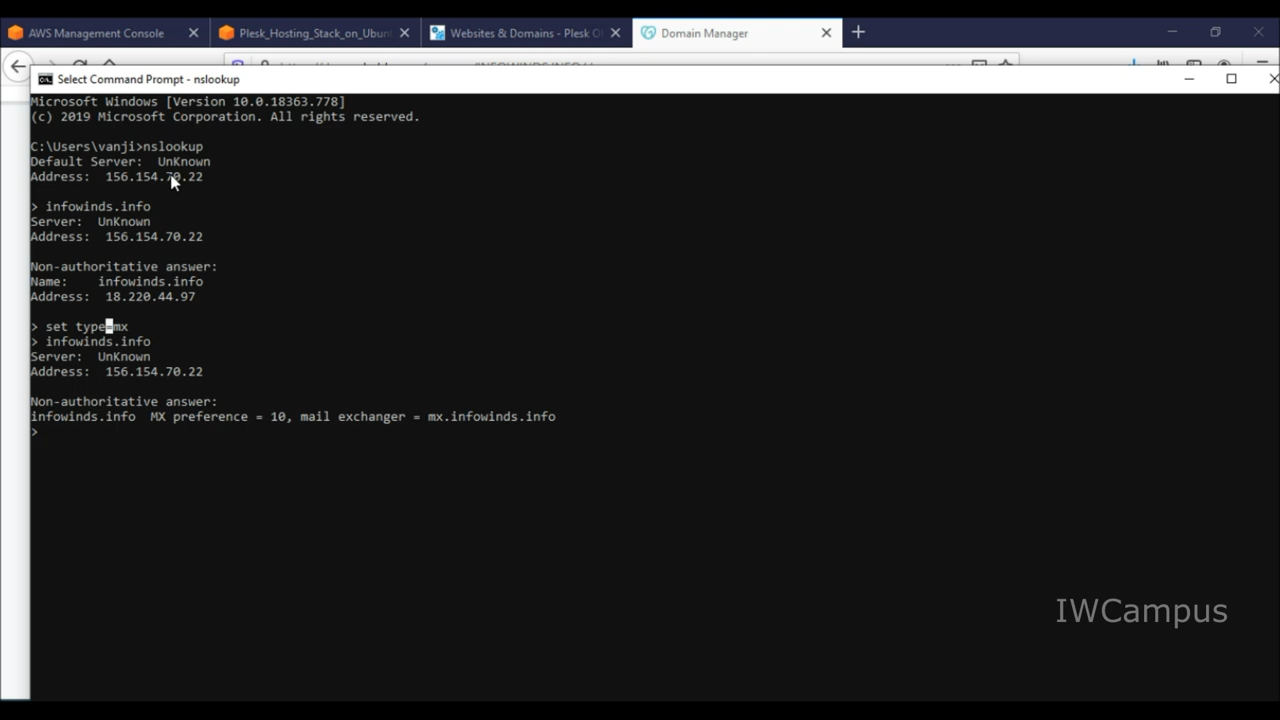 AWS Management Console
Plesk_Hosting_Stack_on_Ubun
Websites & Domains - Plesk O
Domain Manager
Select Command Prompt - nslookup
Microsoft Windows [Version 10.0.18363.778]
(c) 2019 Microsoft Corporation. All rights reserved.
C:\Users\vanji>nslookup
Default Server:  UnKnown
Address:  156.154.70.22
> infowinds.info
Server:  UnKnown
Address:  156.154.70.22
Non-authoritative answer:
Name:    infowinds.info
Address:  18.220.44.97
> set type=mx
> infowinds.info
Server:  UnKnown
Address:  156.154.70.22
Non-authoritative answer:
infowinds.info  MX preference = 10, mail exchanger = mx.infowinds.info
>
IWCampus